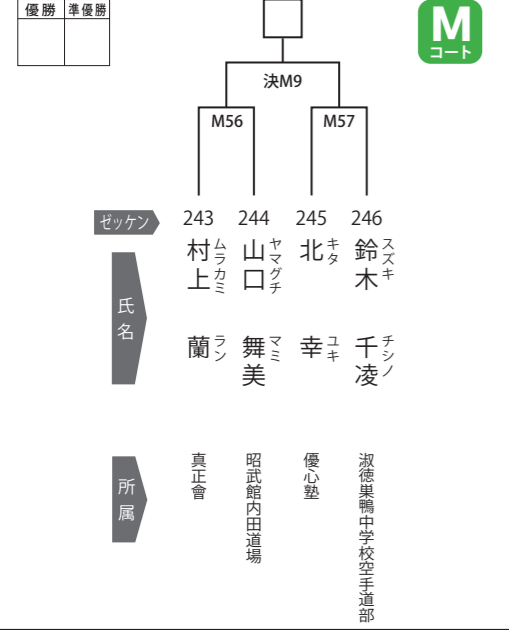 優勝 準優勝
M
コート
決M9
M56 M57
ゼッケン 243 244 245 246
氏名
村上 蘭
ムラカミ ラン
山口 舞美
ヤマグチ マミ
北 幸
キタ ユキ
鈴木 千凌
スズキ チシノ
所属
真正會
昭武館内田道場
優心塾
淑徳巣鴨中学校空手道部